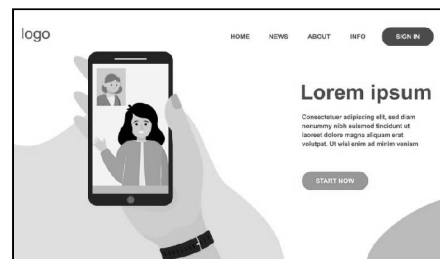 logo
HOME NEWS ABOUT INFO SIGN IN
Lorem ipsum
Consectetuer adipiscing elit, sed diam
nonummy nibh euismod tincidunt ut
laoreet dolore magna aliquam erat
volutpat. Ut wisi enim ad minim veniam
START NOW